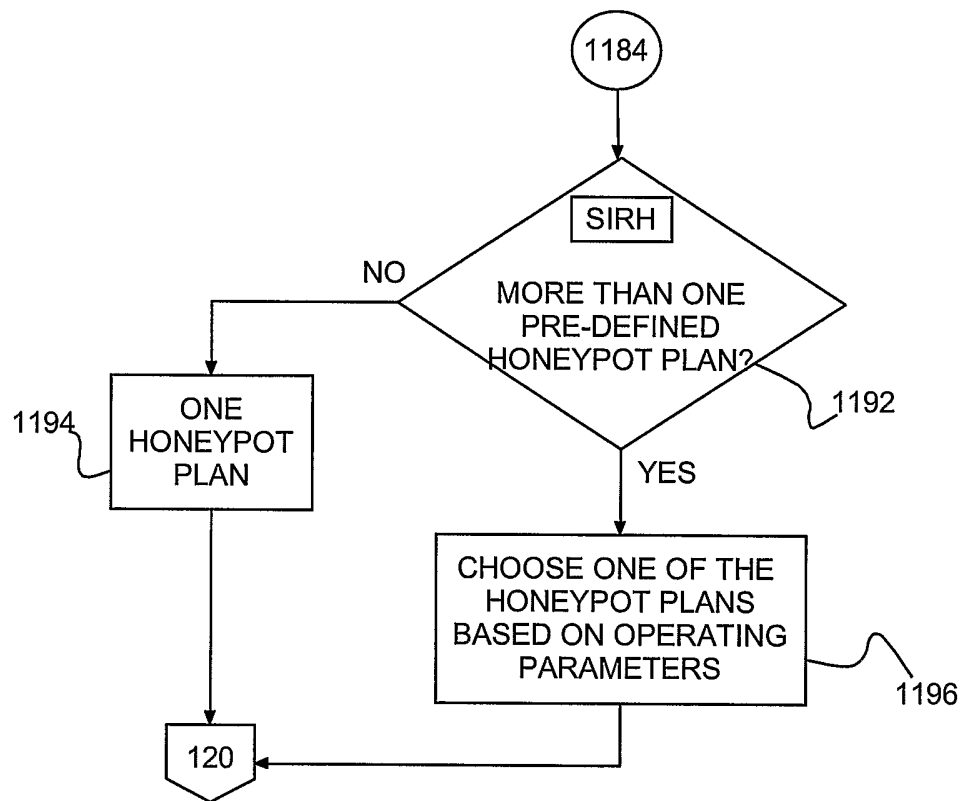 1184
SIRH
NO
MORE THAN ONE
PRE-DEFINED
HONEYPOT PLAN?
1192
1194
ONE
HONEYPOT
PLAN
YES
CHOOSE ONE OF THE
HONEYPOT PLANS
BASED ON OPERATING
PARAMETERS
1196
120